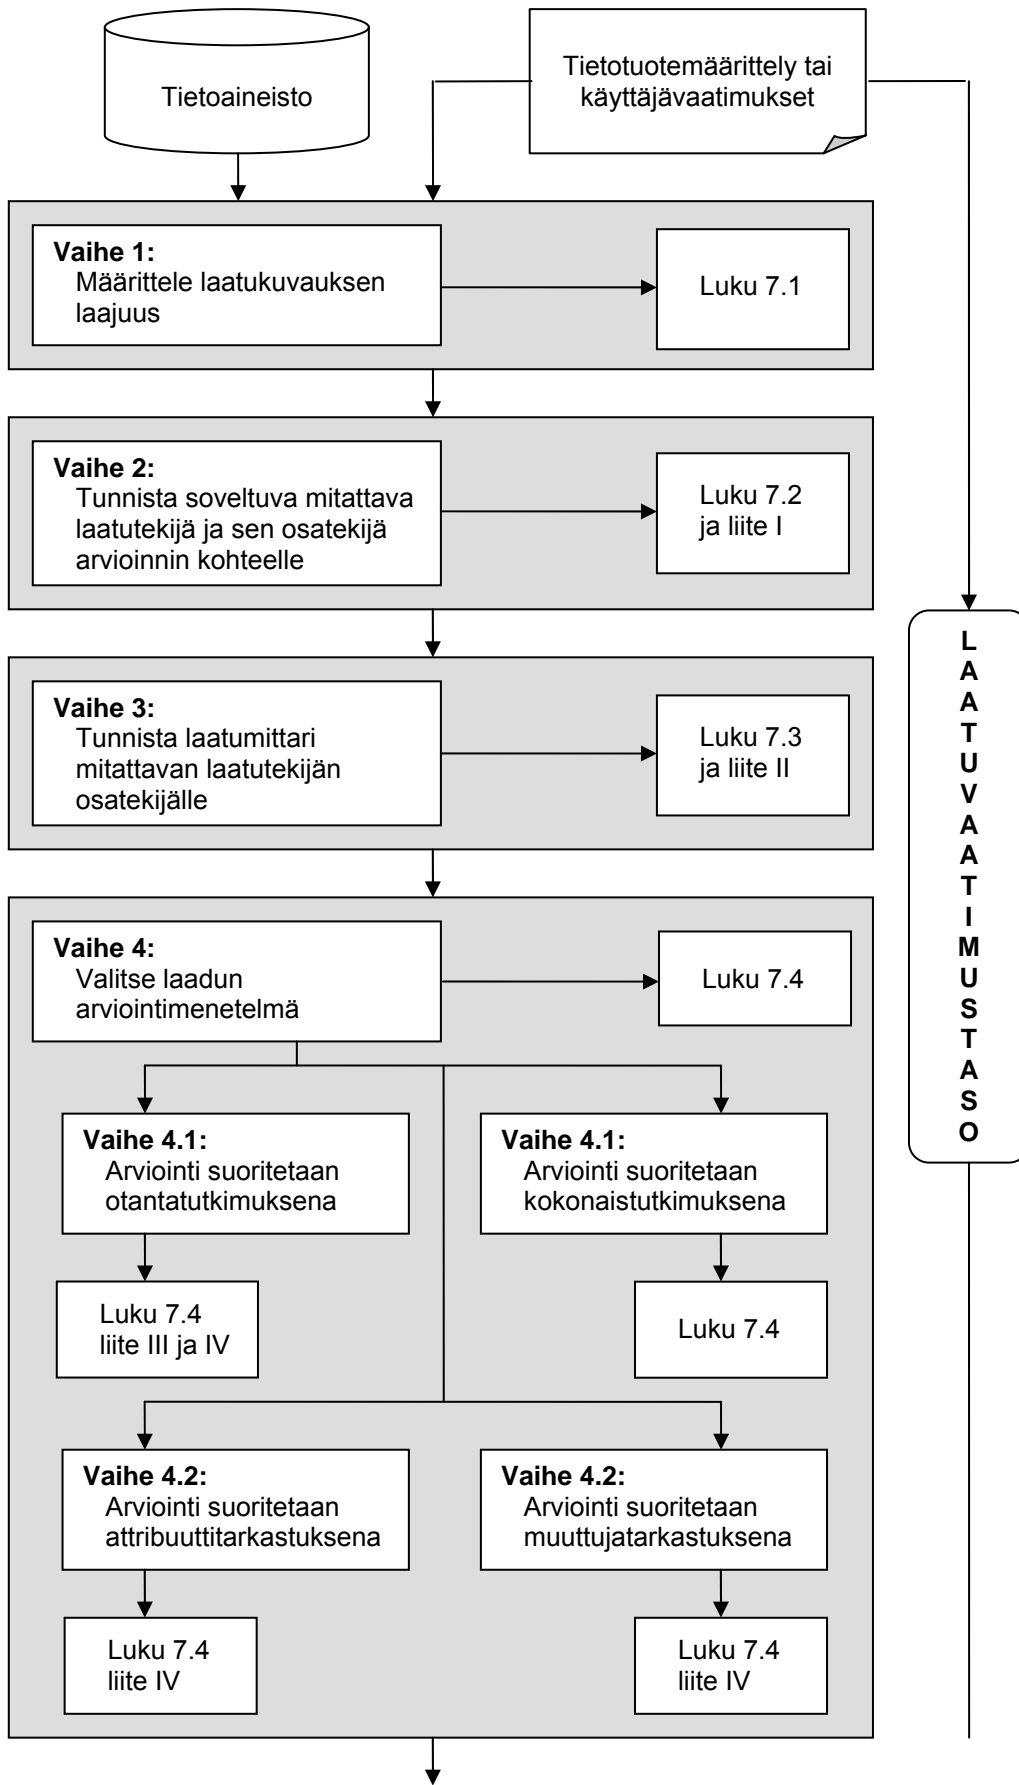 Tietoaineisto
Tietotuotemäärittely tai
käyttäjävaatimukset
Vaihe 1:
Määrittele laatukuvauksen
laajuus
Luku 7.1
Vaihe 2:
Tunnista soveltuva mitattava
laatutekijä ja sen osatekijä
arvioinnin kohteelle
Luku 7.2
ja liite I
Vaihe 3:
Tunnista laatumittari
mitattavan laatutekijän
osatekijälle
Luku 7.3
ja liite II
L
A
A
T
U
V
A
A
T
I
M
U
S
T
A
S
O
Vaihe 4:
Valitse laadun
arviointimenetelmä
Luku 7.4
Vaihe 4.1:
Arviointi suoritetaan
otantatutkimuksena
Vaihe 4.1:
Arviointi suoritetaan
kokonaistutkimuksena
Luku 7.4
liite III ja IV
Luku 7.4
Vaihe 4.2:
Arviointi suoritetaan
attribuuttitarkastuksena
Vaihe 4.2:
Arviointi suoritetaan
muuttujatarkastuksena
Luku 7.4
liite IV
Luku 7.4
liite IV